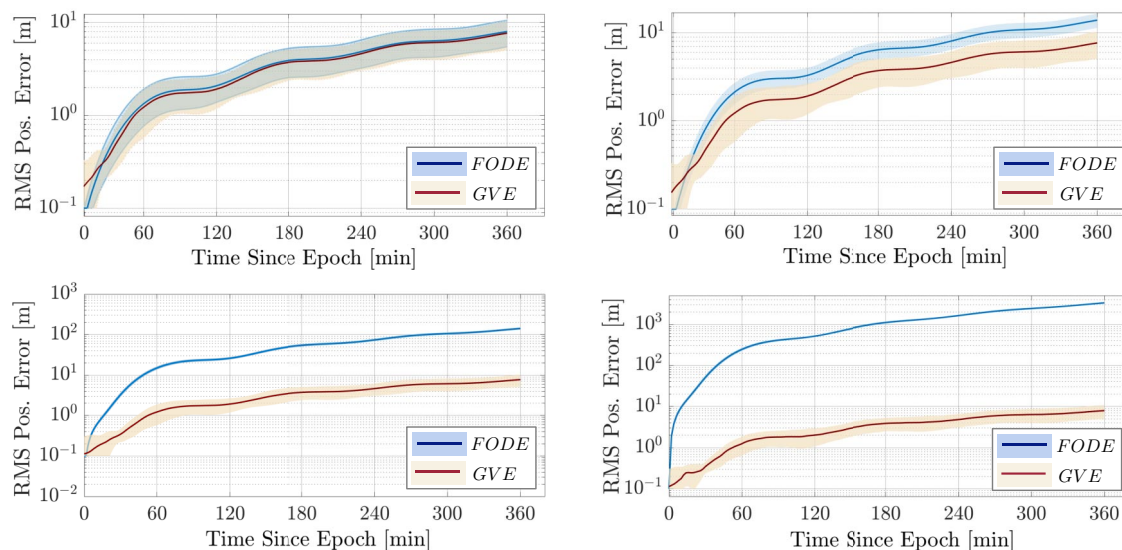 RMS Pos. Error [m]
10^1
10^0
10^-1
0 60 120 180 240 300 360
Time Since Epoch [min]
FODE
GVE
RMS Pos. Error [m]
10^1
10^0
10^-1
0 60 120 180 240 300 360
Time Since Epoch [min]
FODE
GVE
RMS Pos. Error [m]
10^3
10^2
10^1
10^0
10^-1
10^-2
0 60 120 180 240 300 360
Time Since Epoch [min]
FODE
GVE
RMS Pos. Error [m]
10^3
10^2
10^1
10^0
10^-1
0 60 120 180 240 300 360
Time Since Epoch [min]
FODE
GVE